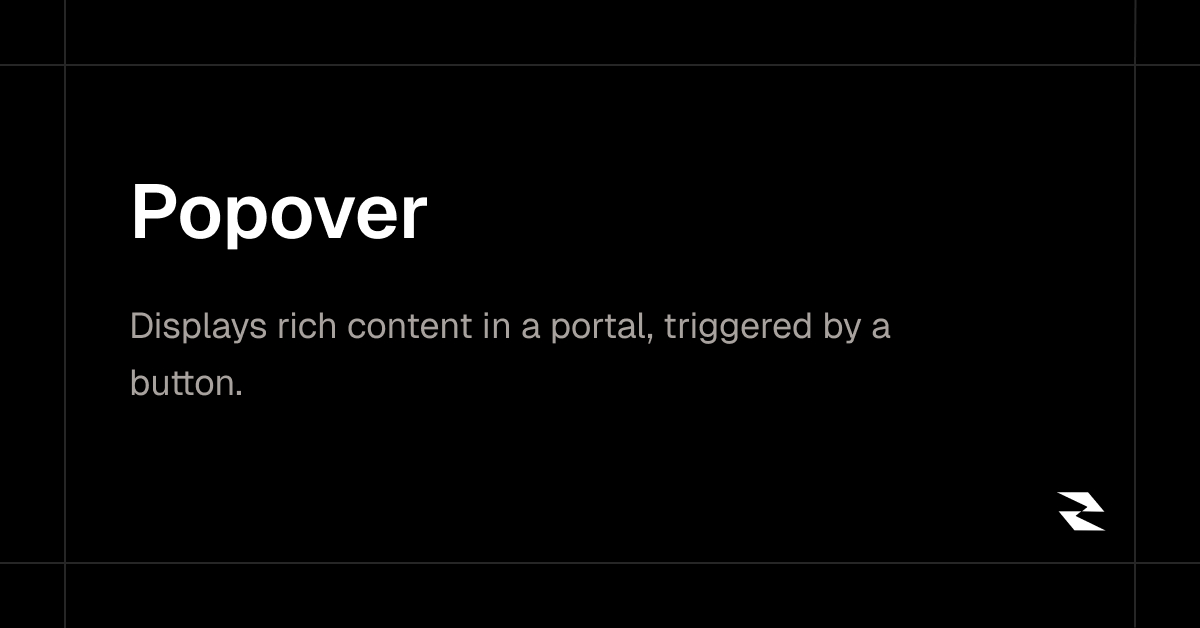 Popover
Displays rich content in a portal, triggered by a
button.